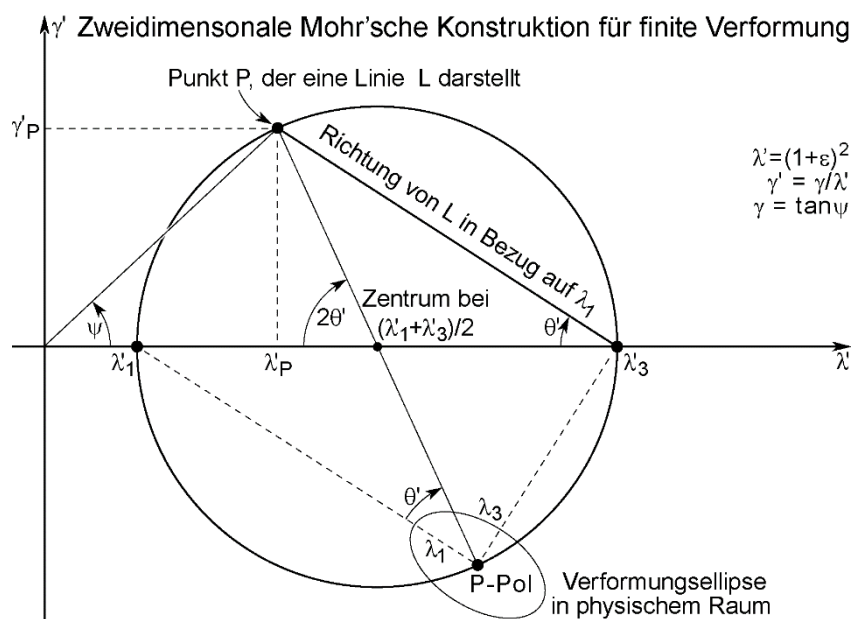 γ' Zweidimensonale Mohr'sche Konstruktion für finite Verformung
Punkt P, der eine Linie L darstellt
γ'P
Richtung von L in Bezug auf λ1
λ'=(1+ε)²
γ' = γ/λ'
γ = tanψ
Zentrum bei
(λ'1+λ'3)/2
2θ'
θ'
ψ
λ'1
λ'P
λ'3
λ'
θ'
λ3
λ1
P-Pol
Verformungsellipse
in physischem Raum